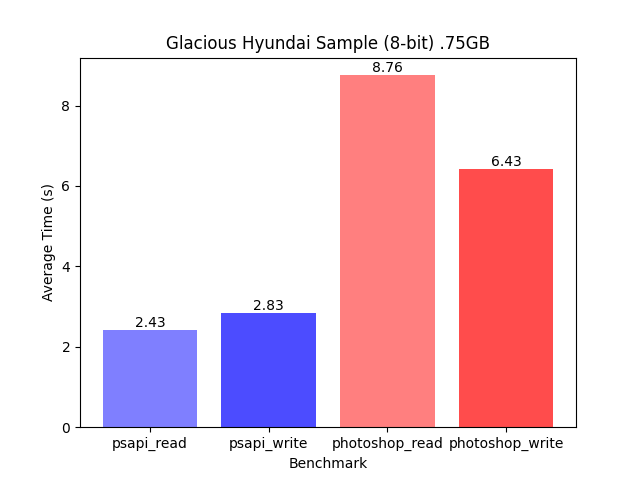 Glacious Hyundai Sample (8-bit) .75GB
8.76
8
6.43
6
Average Time (s)
4
2.83
2.43
2
0
psapi_read psapi_write photoshop_read photoshop_write
Benchmark